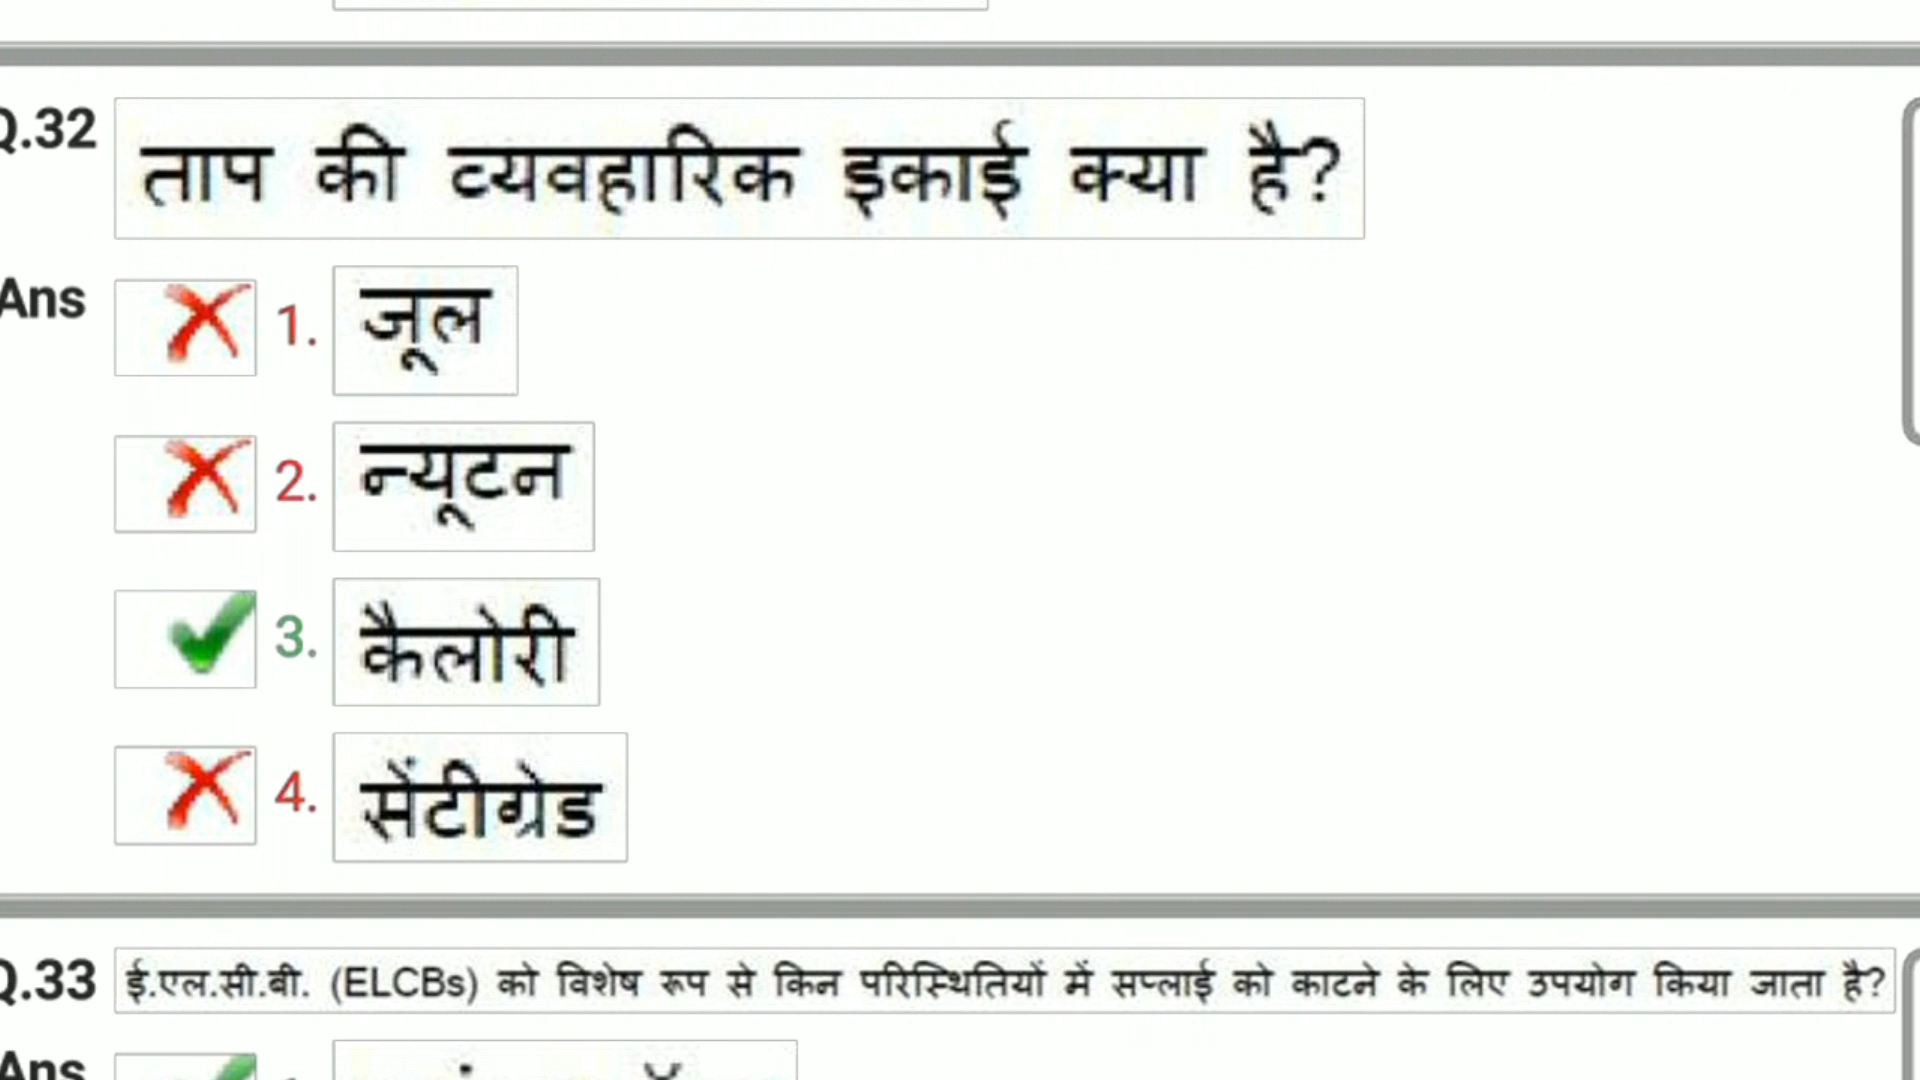 Q.32 ताप की व्यवहारिक इकाई क्या है?
Ans 1. जूल
2. न्यूटन
3. कैलोरी
4. सेंटीग्रेड
Q.33 ई.एल.सी.बी. (ELCBs) को विशेष रूप से किन परिस्थितियों में सप्लाई को काटने के लिए उपयोग किया जाता है?
Ans